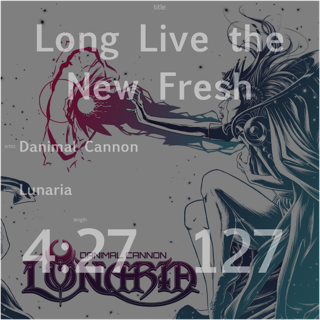 title
Long Live the
New Fresh
artist
Danimal Cannon
Lunaria
length
4:27 127
DANIMAL CANNON
LUNARIA